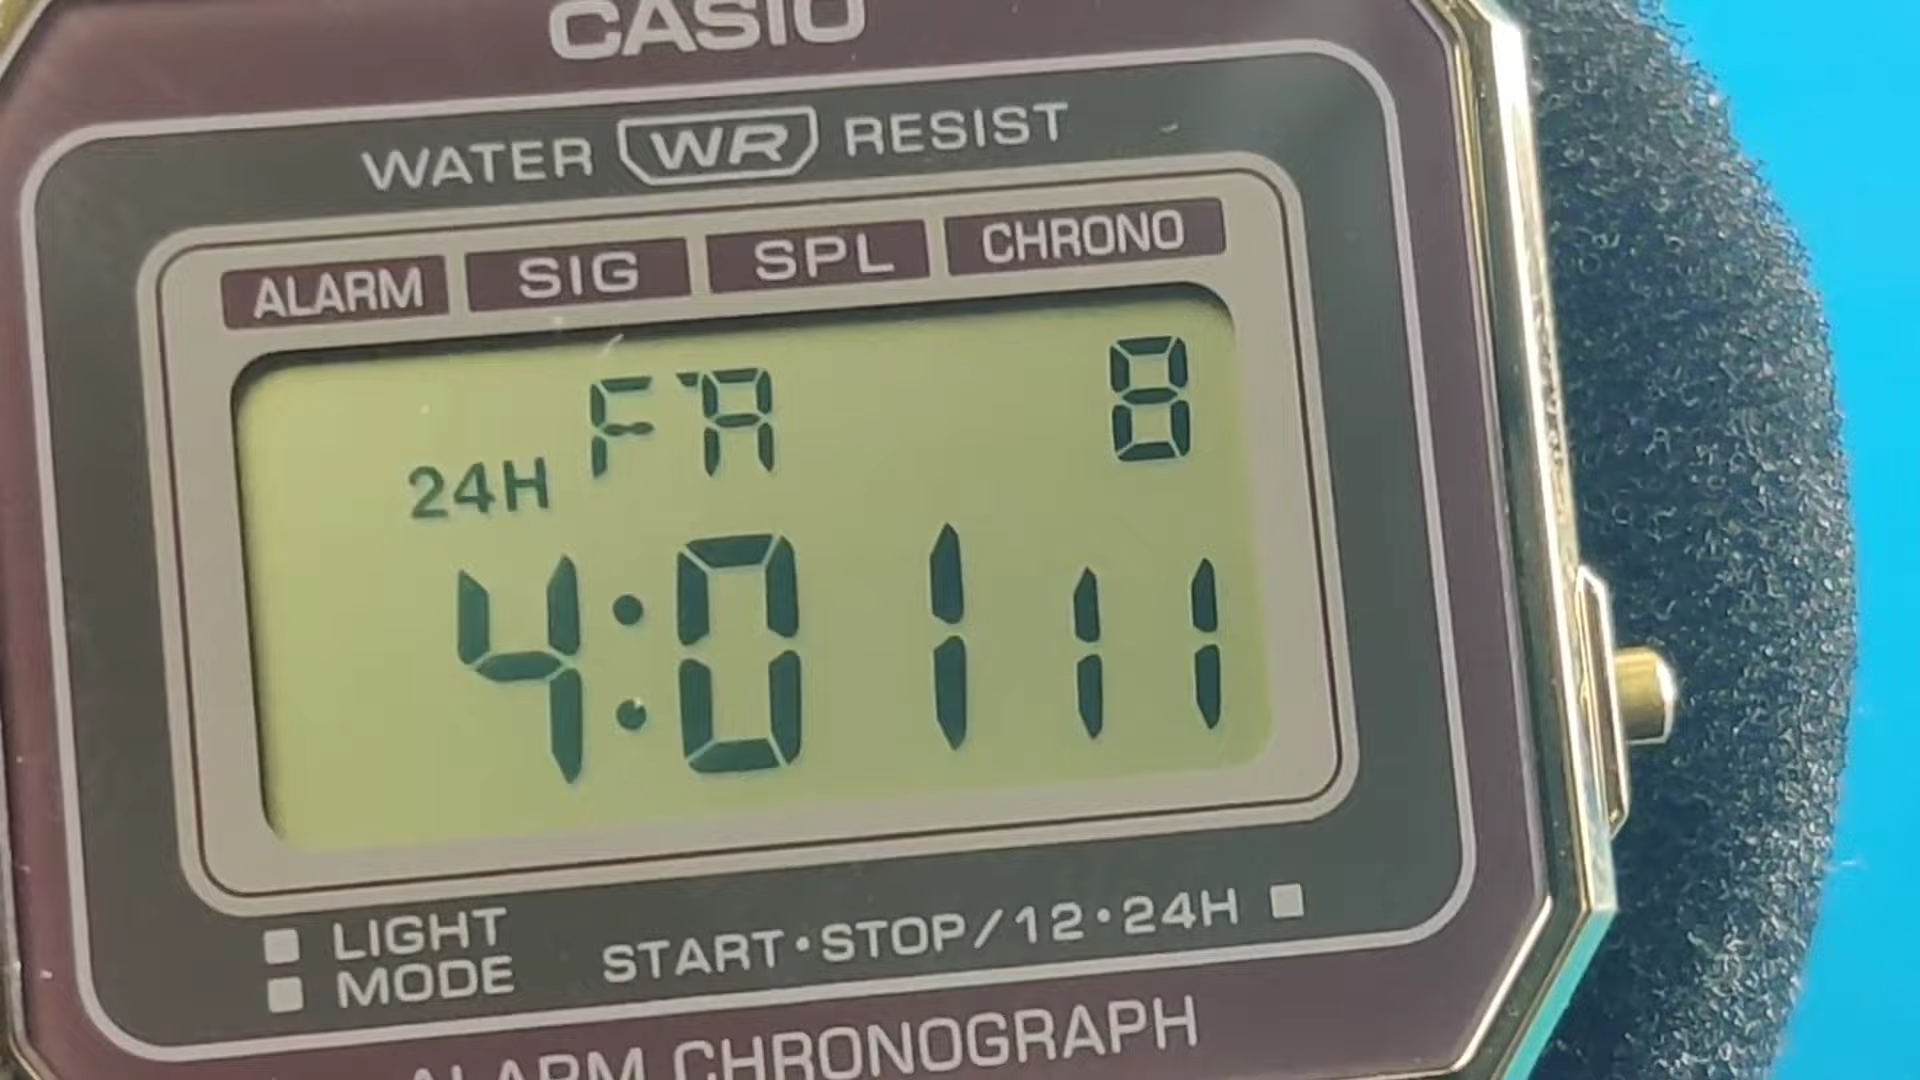 CASIO
WATER WR RESIST
ALARM SIG SPL CHRONO
FR 8
24H
4:01 11
LIGHT
MODE
START•STOP/12•24H
ALARM CHRONOGRAPH